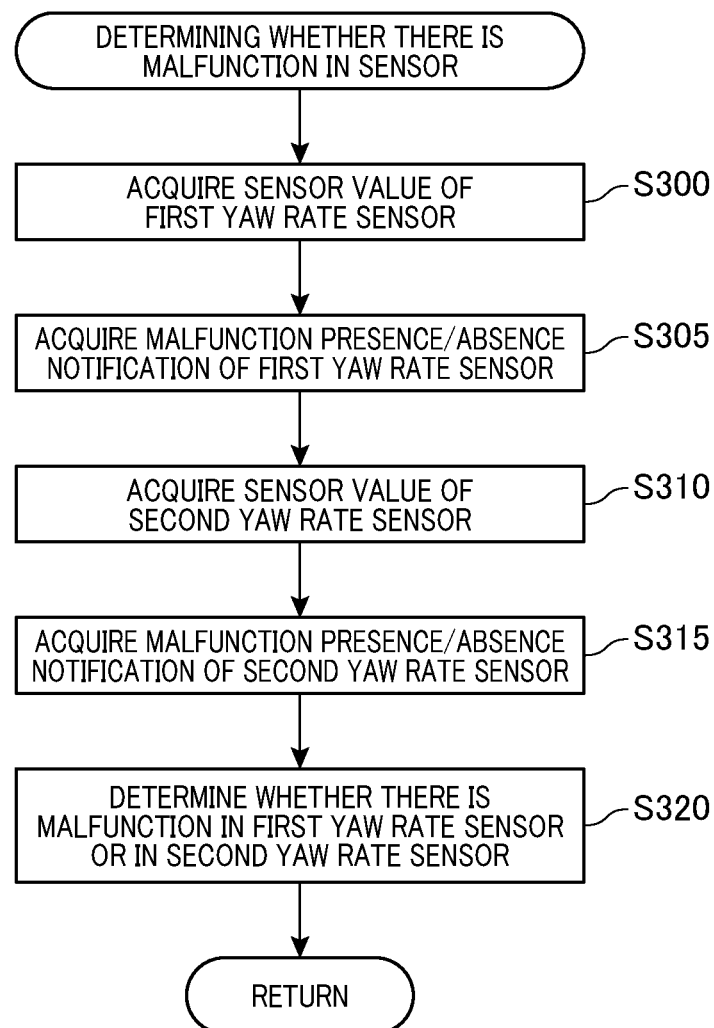 DETERMINING WHETHER THERE IS
MALFUNCTION IN SENSOR
ACQUIRE SENSOR VALUE OF
FIRST YAW RATE SENSOR
S300
ACQUIRE MALFUNCTION PRESENCE/ABSENCE
NOTIFICATION OF FIRST YAW RATE SENSOR
S305
ACQUIRE SENSOR VALUE OF
SECOND YAW RATE SENSOR
S310
ACQUIRE MALFUNCTION PRESENCE/ABSENCE
NOTIFICATION OF SECOND YAW RATE SENSOR
S315
DETERMINE WHETHER THERE IS
MALFUNCTION IN FIRST YAW RATE SENSOR
OR IN SECOND YAW RATE SENSOR
S320
RETURN